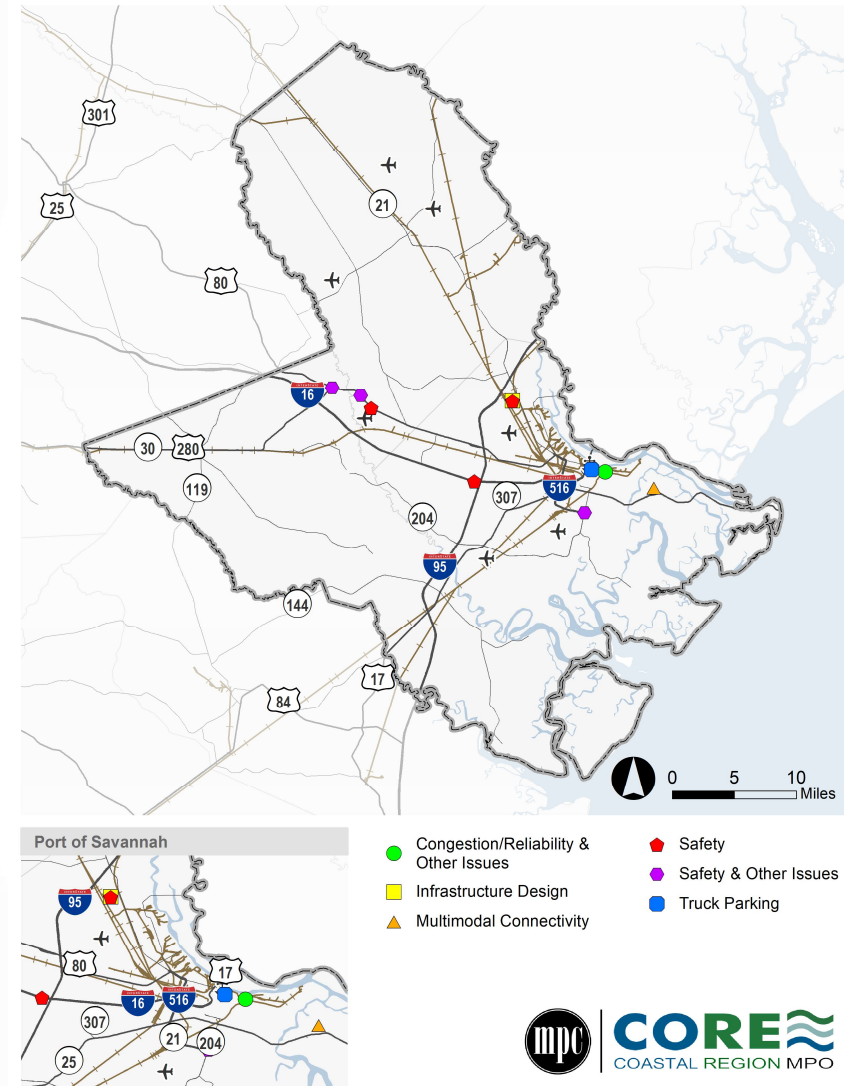 301
25
21
80
16
30
280
119
516
307
204
95
144
17
84
0 5 10
Miles
Port of Savannah
95
80
17
16
516
307
21
204
25
Congestion/Reliability &
Other Issues
Infrastructure Design
Multimodal Connectivity
Safety
Safety & Other Issues
Truck Parking
mpc
CORE
COASTAL REGION MPO